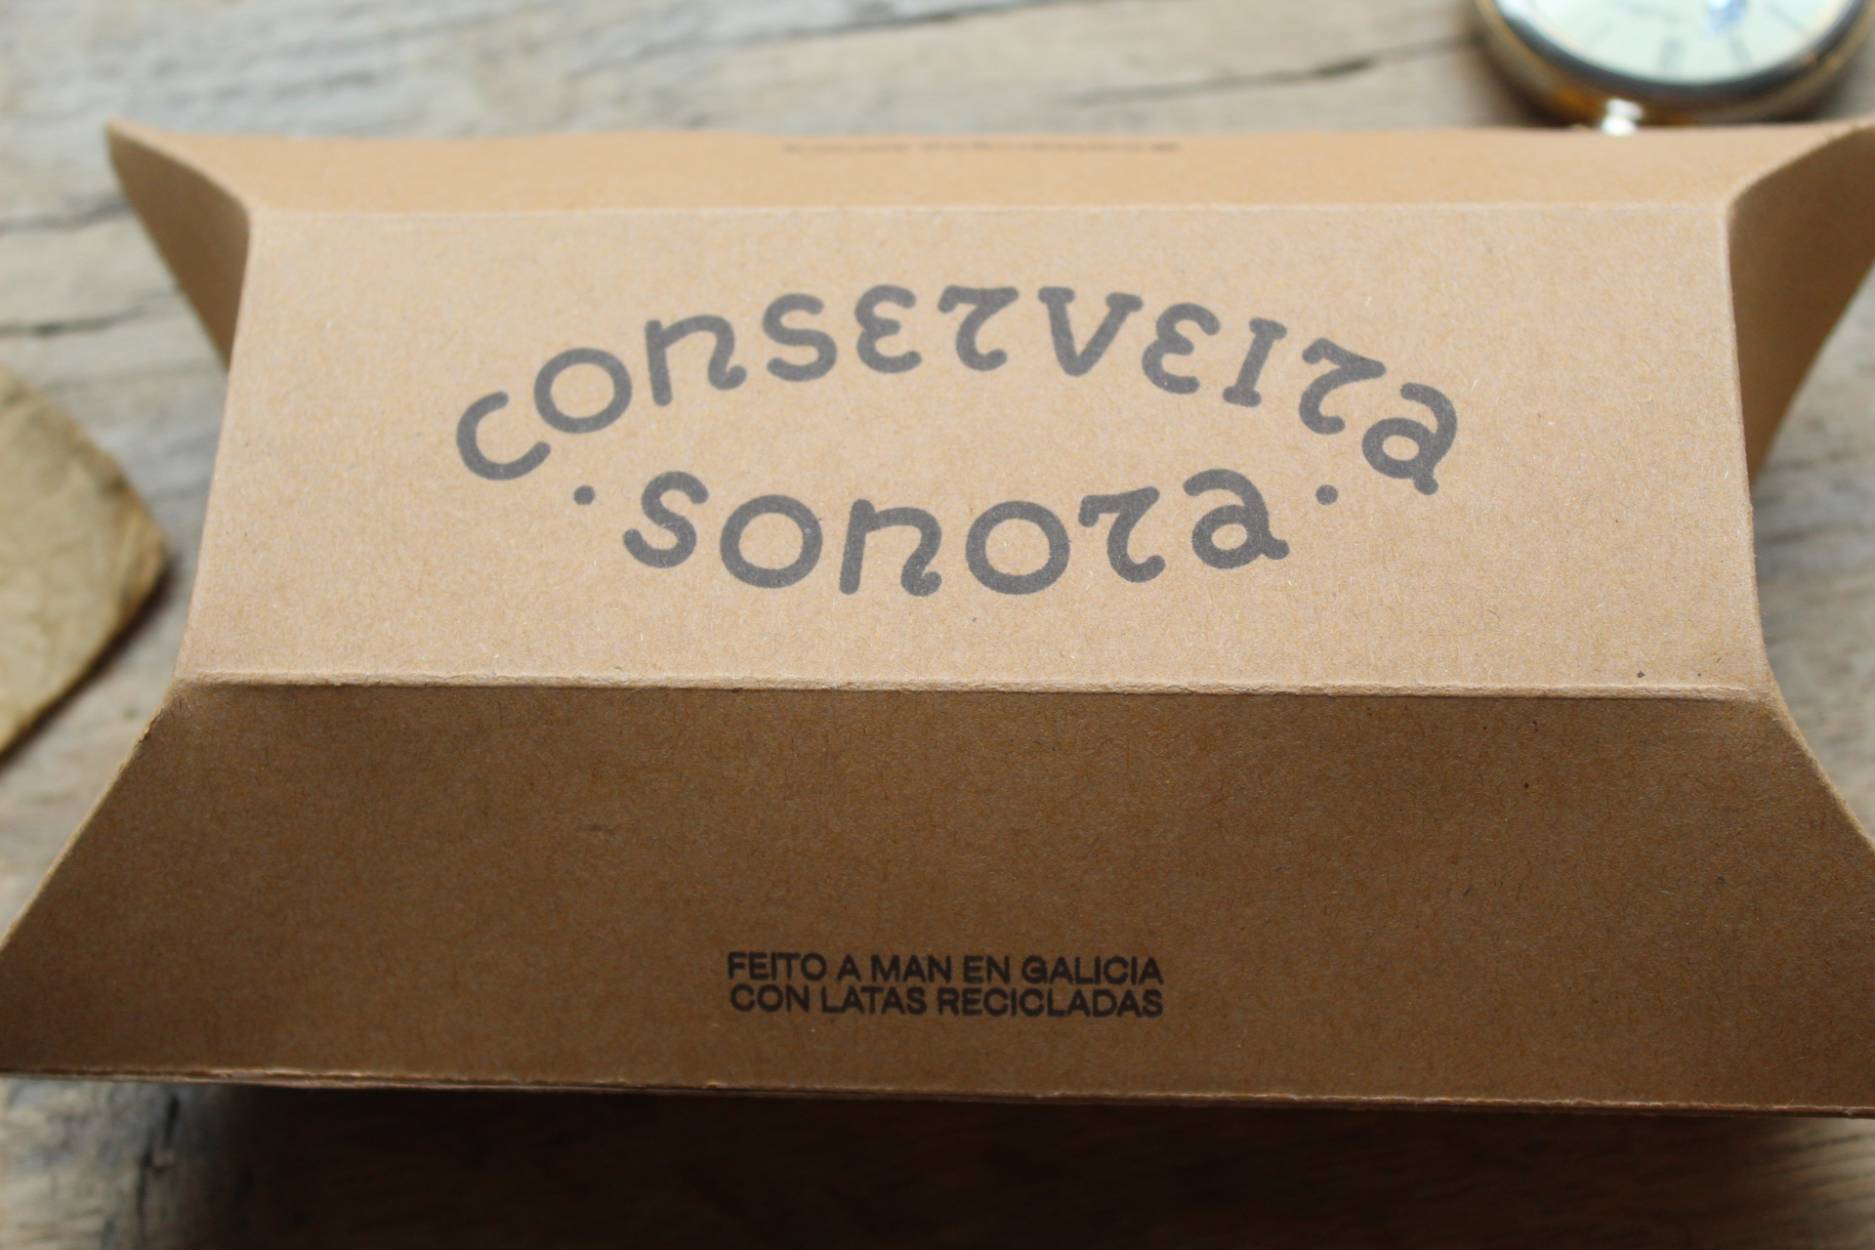 conserveira
· sonora ·
FEITO A MAN EN GALICIA
CON LATAS RECICLADAS